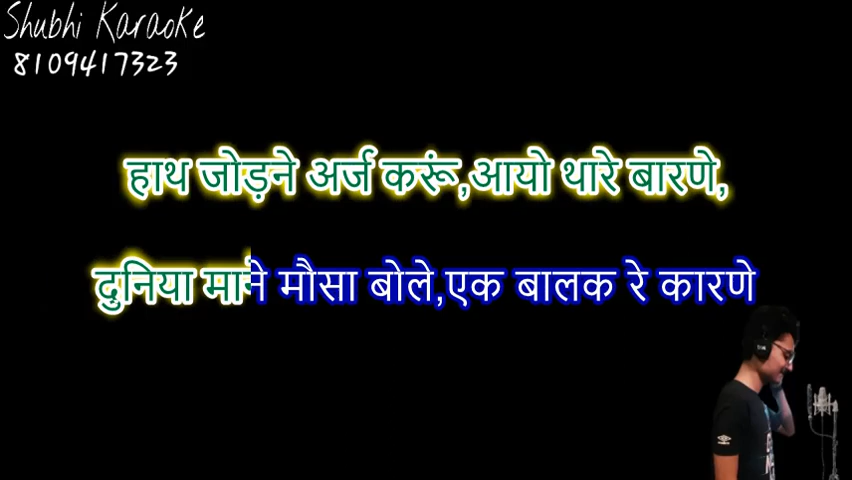 Shubhi Karaoke
8109417323
हाथ जोड़ने अर्ज करूं,आयो थारे बारणे,
दुनिया माने मौसा बोले,एक बालक रे कारणे